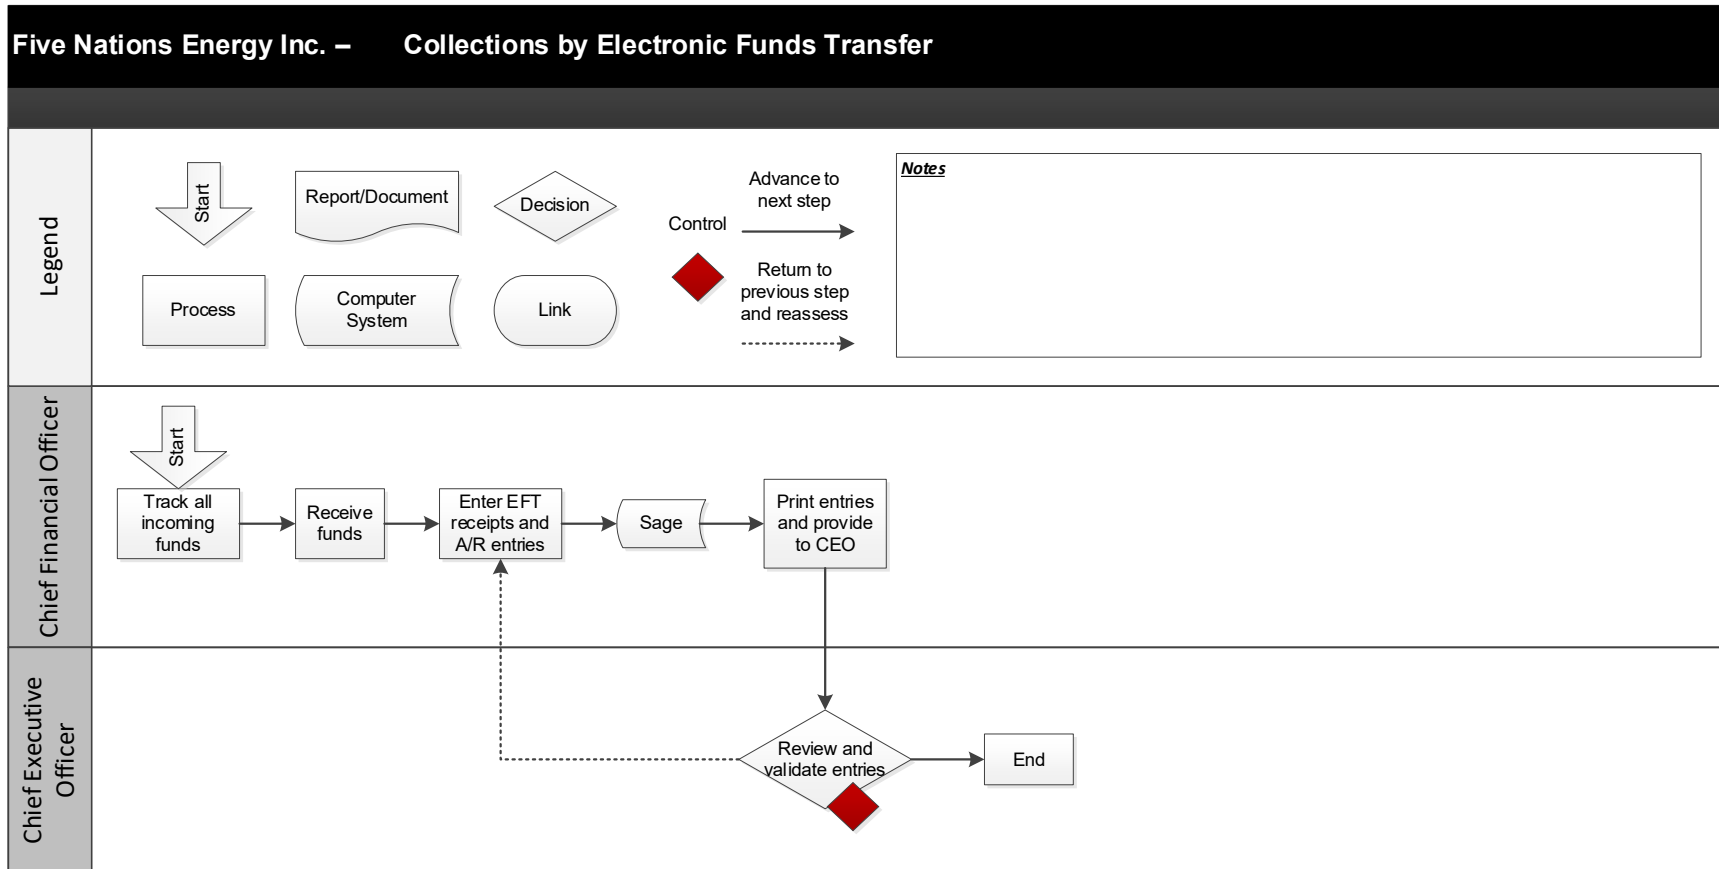 Five Nations Energy Inc. – Collections by Electronic Funds Transfer
Legend
Start
Report/Document
Decision
Process
Computer
System
Link
Control
Advance to
next step
Return to
previous step
and reassess
Notes
Chief Financial Officer
Start
Track all
incoming
funds
Receive
funds
Enter EFT
receipts and
A/R entries
Sage
Print entries
and provide
to CEO
Chief Executive
Officer
Review and
validate entries
End